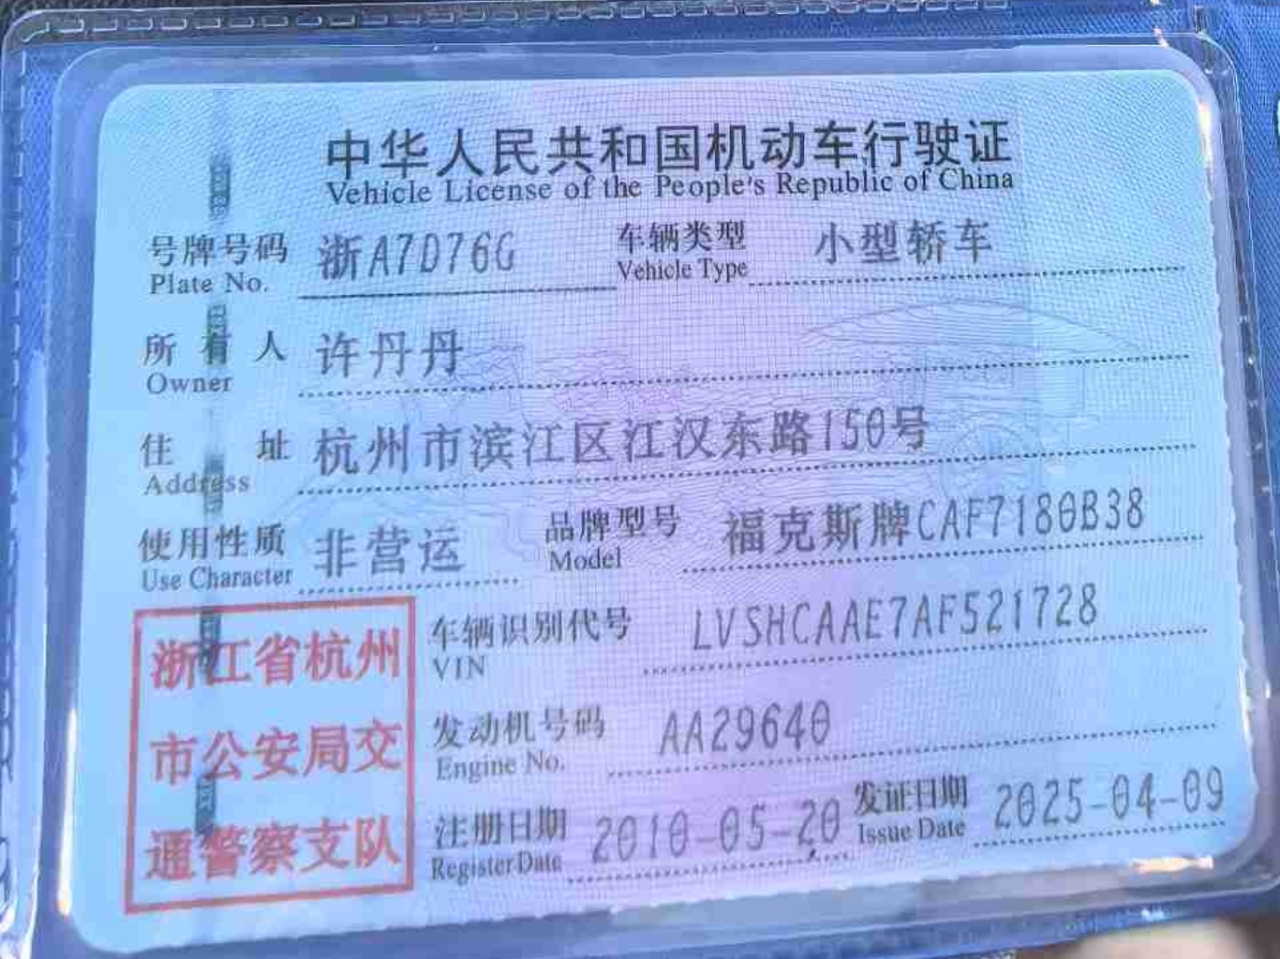 中华人民共和国机动车行驶证
Vehicle License of the People's Republic of China
号牌号码 浙A7D76G 车辆类型 小型轿车
Plate No. Vehicle Type
所有人 许丹丹
Owner
住址 杭州市滨江区江汉东路150号
Address
使用性质 非营运 品牌型号 福克斯牌CAF7180B38
Use Character Model
浙江省杭州
市公安局交
通警察支队
车辆识别代号 LVSHCAAE7AF521728
VIN
发动机号码 AA29640
Engine No.
注册日期 2010-05-20 发证日期 2025-04-09
Register Date Issue Date